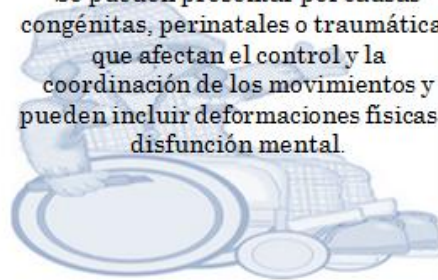 se pueden presentar por causas
congénitas, perinatales o traumática
que afectan el control y la
coordinación de los movimientos y
pueden incluir deformaciones físicas
disfunción mental.